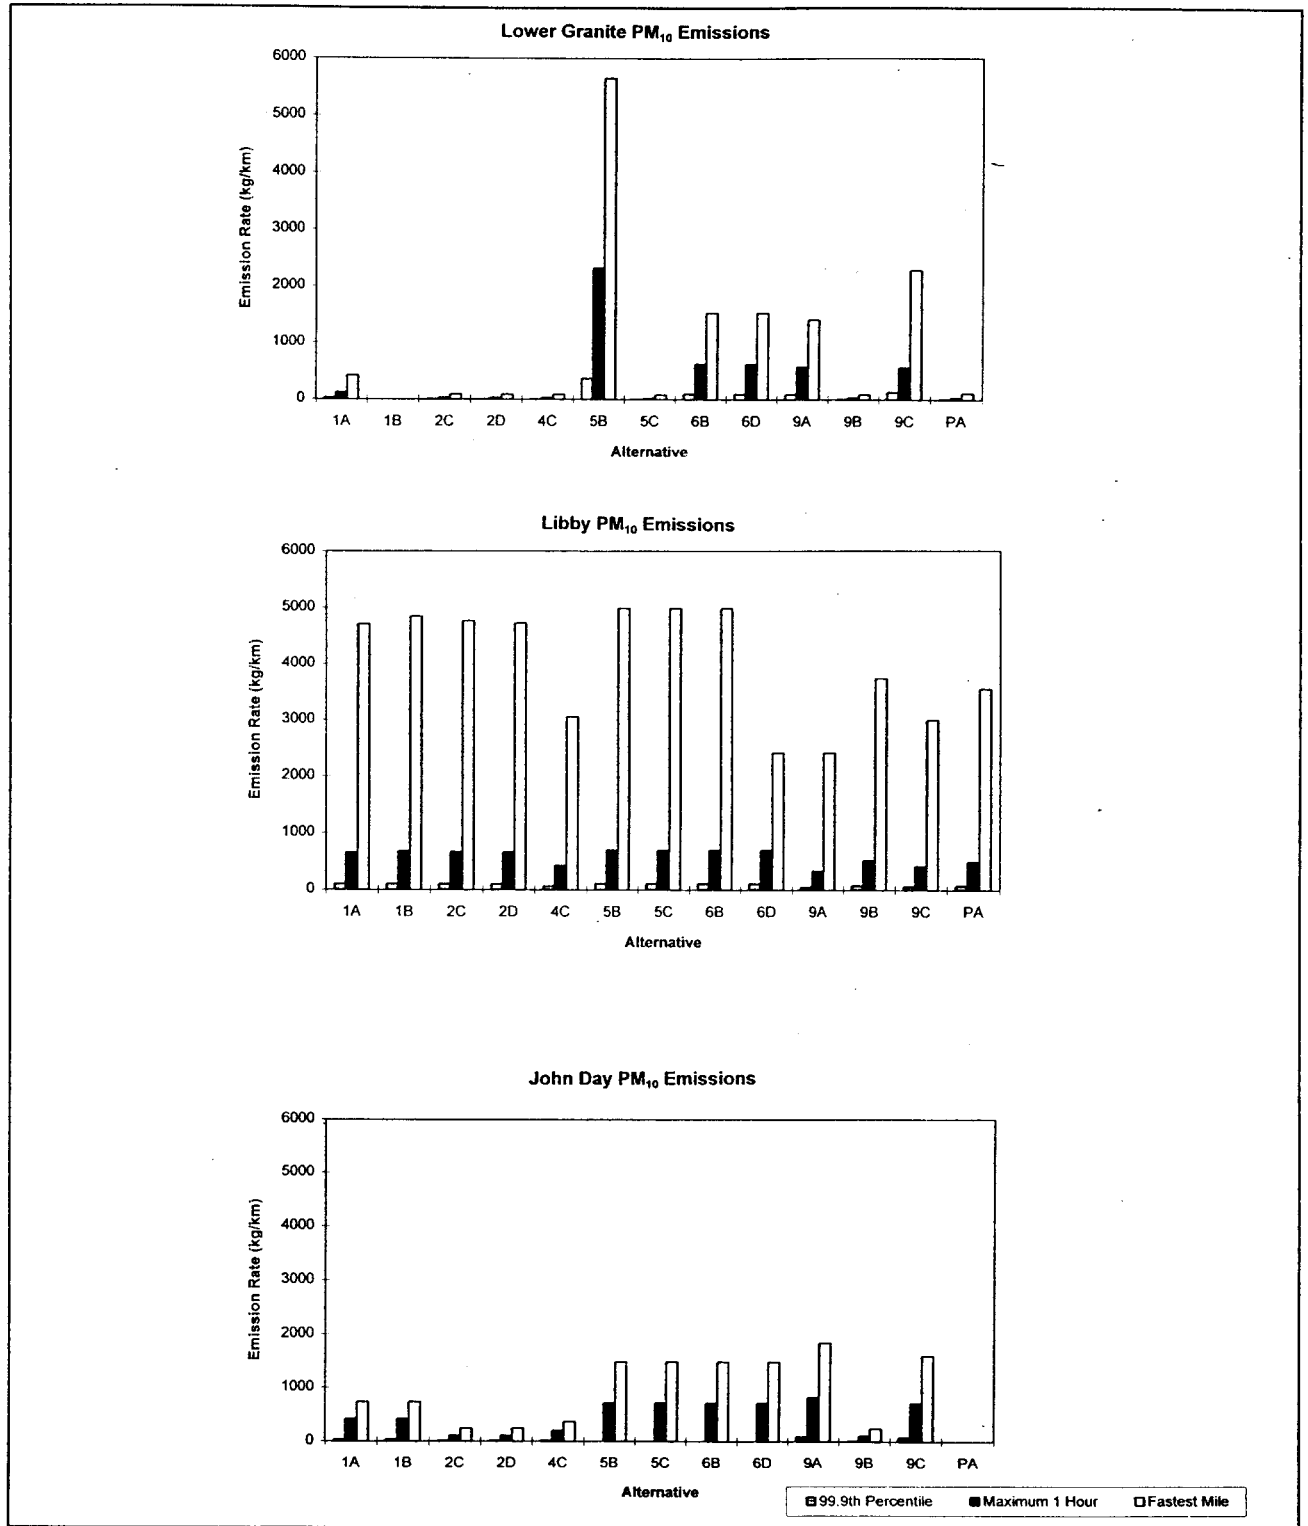 Lower Granite PM10 Emissions
6000
5000
4000
3000
2000
1000
0
Emission Rate (kg/km)
1A 1B 2C 2D 4C 5B 5C 6B 6D 9A 9B 9C PA
Alternative
Libby PM10 Emissions
6000
5000
4000
3000
2000
1000
0
Emission Rate (kg/km)
1A 1B 2C 2D 4C 5B 5C 6B 6D 9A 9B 9C PA
Alternative
John Day PM10 Emissions
6000
5000
4000
3000
2000
1000
0
Emission Rate (kg/km)
1A 1B 2C 2D 4C 5B 5C 6B 6D 9A 9B 9C PA
Alternative
99.9th Percentile Maximum 1 Hour Fastest Mile